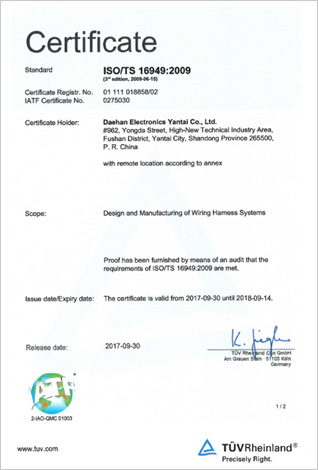 Certificate
Standard ISO/TS 16949:2009
(3rd edition, 2009-06-15)
Certificate Registr. No. 01 111 018858/02
IATF Certificate No. 0275030
Certificate Holder: Daehan Electronics Yantai Co., Ltd.
#962, Yongda Street, High-New Technical Industry Area,
Fushan District, Yantai City, Shandong Province 265500,
P. R. China
with remote location according to annex
Scope: Design and Manufacturing of Wiring Harness Systems
Proof has been furnished by means of an audit that the
requirements of ISO/TS 16949:2009 are met.
Issue date/Expiry date: The certificate is valid from 2017-09-30 until 2018-09-14.
Release date: 2017-09-30
TÜV Rheinland Cert GmbH
Am Grauen Stein · 51105 Köln
Germany
2-IAO-QMC 01003
1 / 2
www.tuv.com
TÜVRheinland®
Precisely Right.